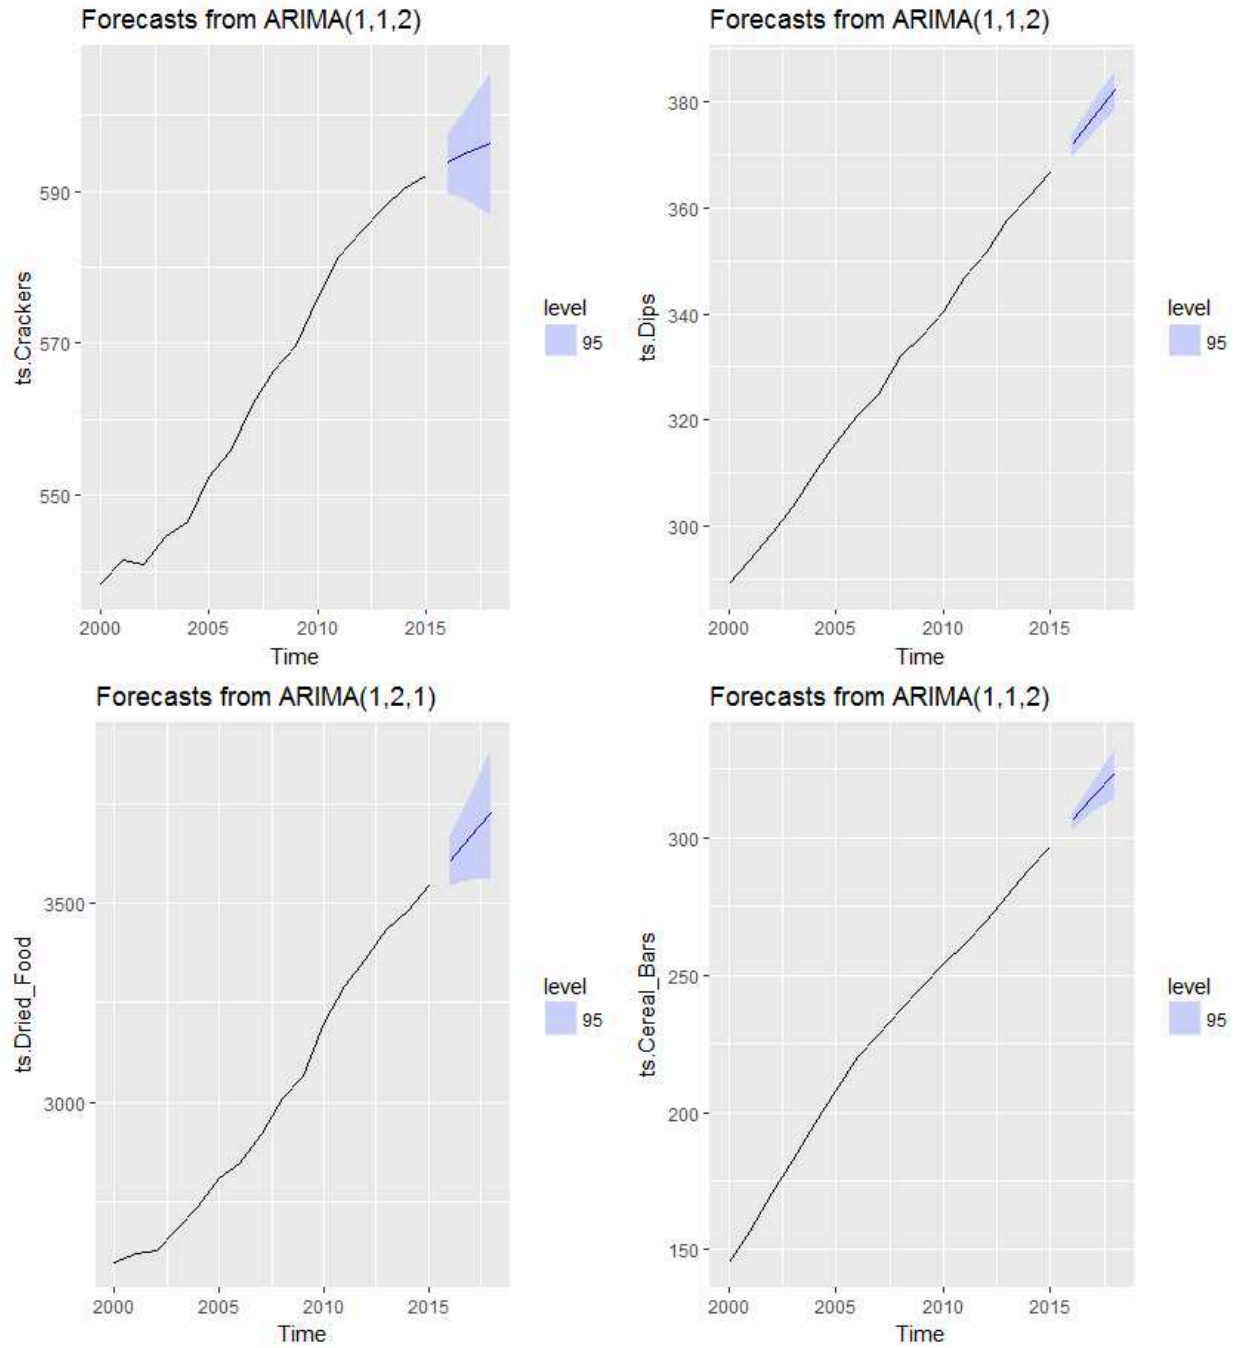 Forecasts from ARIMA(1,1,2)
ts.Crackers
590
570
550
2000 2005 2010 2015
Time
level
95
Forecasts from ARIMA(1,1,2)
ts.Dips
380
360
340
320
300
2000 2005 2010 2015
Time
level
95
Forecasts from ARIMA(1,2,1)
ts.Dried_Food
3500
3000
2000 2005 2010 2015
Time
level
95
Forecasts from ARIMA(1,1,2)
ts.Cereal_Bars
300
250
200
150
2000 2005 2010 2015
Time
level
95